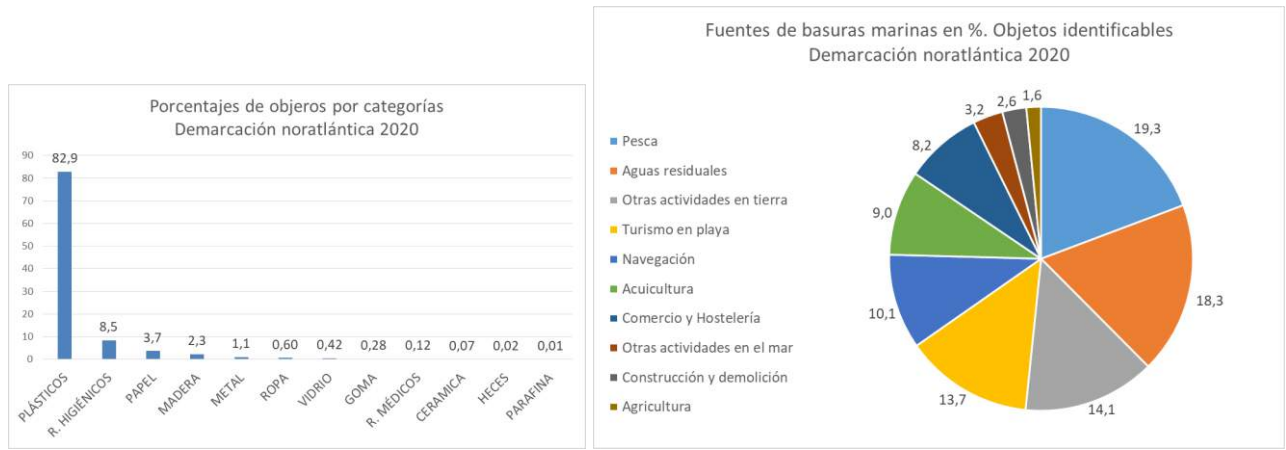 Porcentajes de objeros por categorías
Demarcación noratlántica 2020
90
80
70
60
50
40
30
20
10
0
82,9
8,5
3,7
2,3
1,1
0,60
0,42
0,28
0,12
0,07
0,02
0,01
PLÁSTICOS
R. HIGIÉNICOS
PAPEL
MADERA
METAL
ROPA
VIDRIO
GOMA
R. MÉDICOS
CERAMICA
HECES
PARAFINA
Fuentes de basuras marinas en %. Objetos identificables
Demarcación noratlántica 2020
Pesca
Aguas residuales
Otras actividades en tierra
Turismo en playa
Navegación
Acuicultura
Comercio y Hostelería
Otras actividades en el mar
Construcción y demolición
Agricultura
19,3
18,3
14,1
13,7
10,1
9,0
8,2
3,2
2,6
1,6